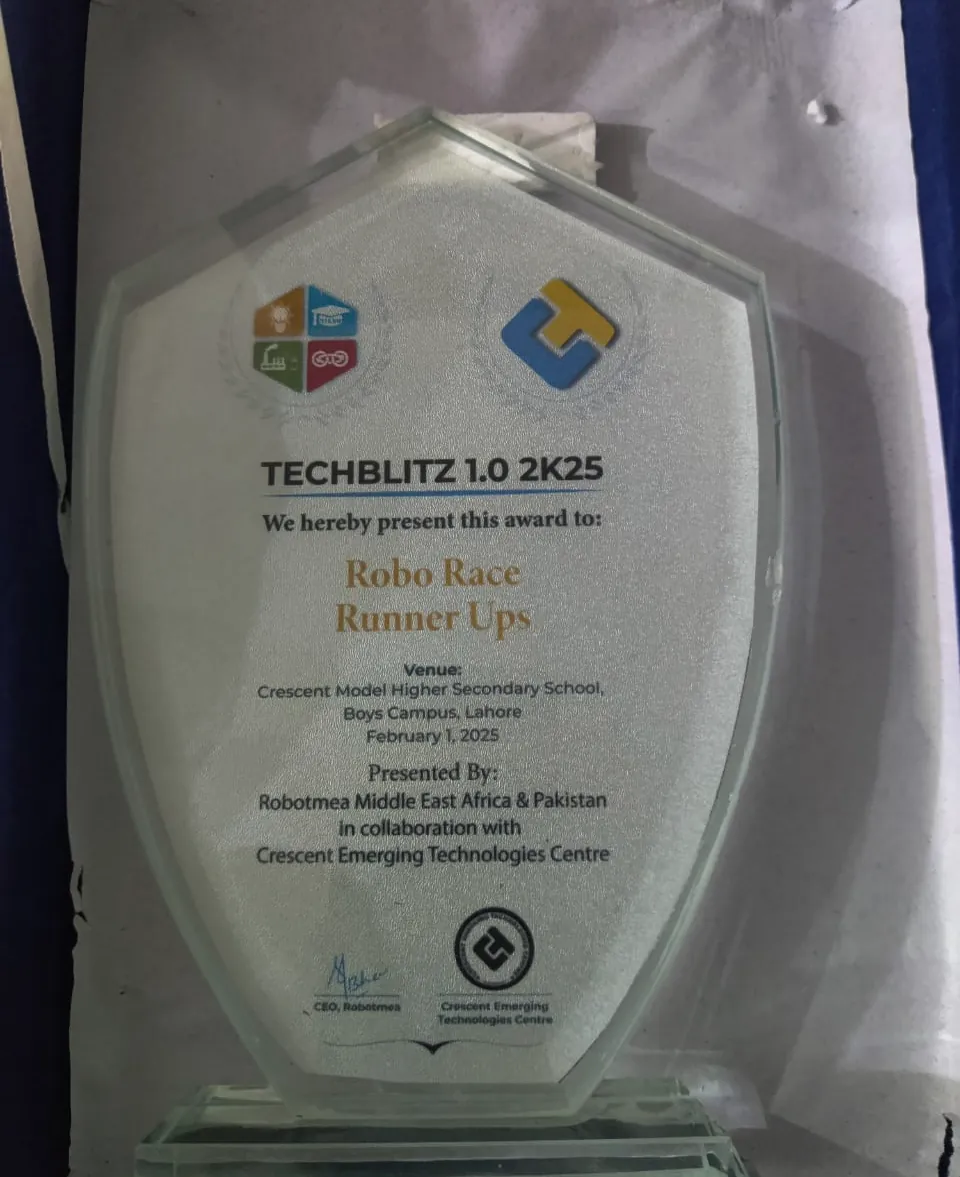 TECHBLITZ 1.0 2K25
We hereby present this award to:
Robo Race
Runner Ups
Venue:
Crescent Model Higher Secondary School,
Boys Campus, Lahore
February 1, 2025
Presented By:
Robotmea Middle East Africa & Pakistan
in collaboration with
Crescent Emerging Technologies Centre
CEO, Robotmea
Crescent Emerging
Technologies Centre